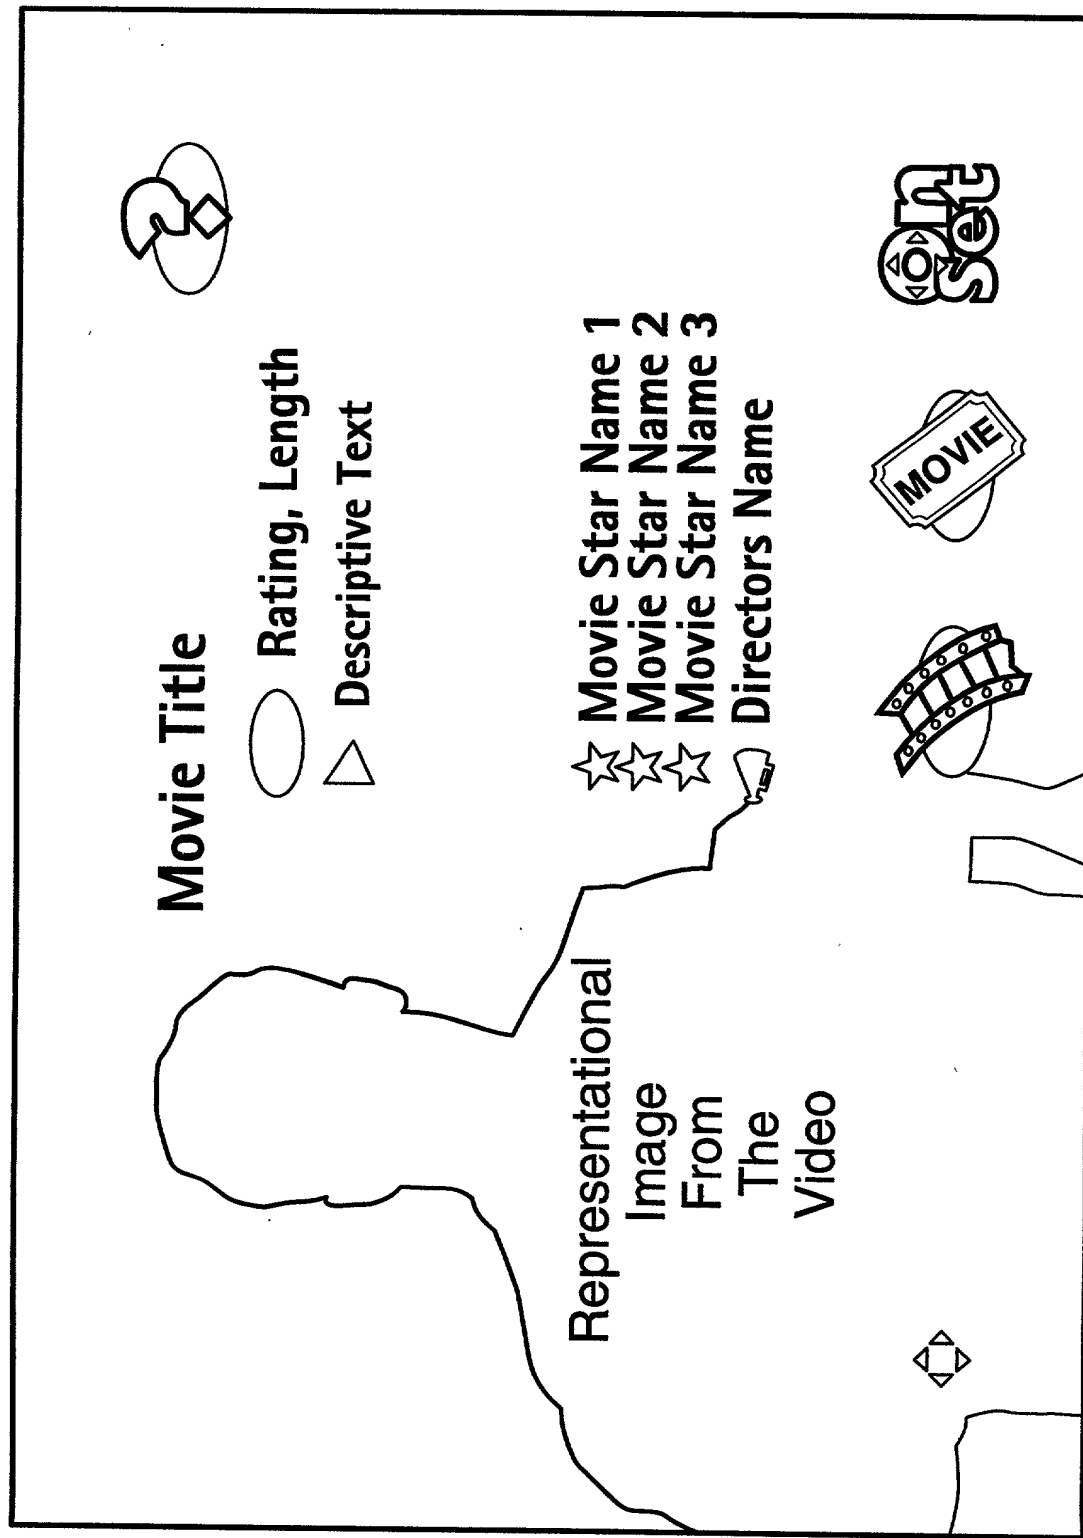 Movie Title
Rating, Length
Descriptive Text
Movie Star Name 1
Movie Star Name 2
Movie Star Name 3
Directors Name
Representational
Image
From
The
Video
MOVIE
on
set